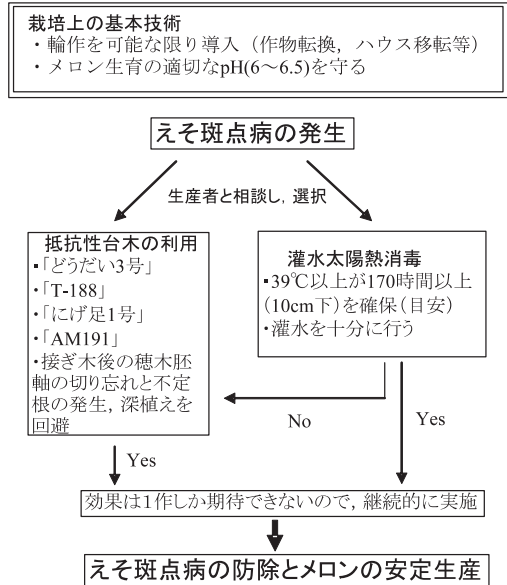 栽培上の基本技術
・輪作を可能な限り導入（作物転換，ハウス移転等）
・メロン生育の適切なpH(6〜6.5)を守る
えそ斑点病の発生
生産者と相談し，選択
抵抗性台木の利用
・「どうだい3号」
・「T-188」
・「にげ足1号」
・「AM191」
・接ぎ木後の穂木胚
軸の切り忘れと不定
根の発生，深植えを
回避
灌水太陽熱消毒
・39℃以上が170時間以上
（10cm下）を確保（目安）
・灌水を十分に行う
No
Yes
Yes
効果は１作しか期待できないので，継続的に実施
えそ斑点病の防除とメロンの安定生産